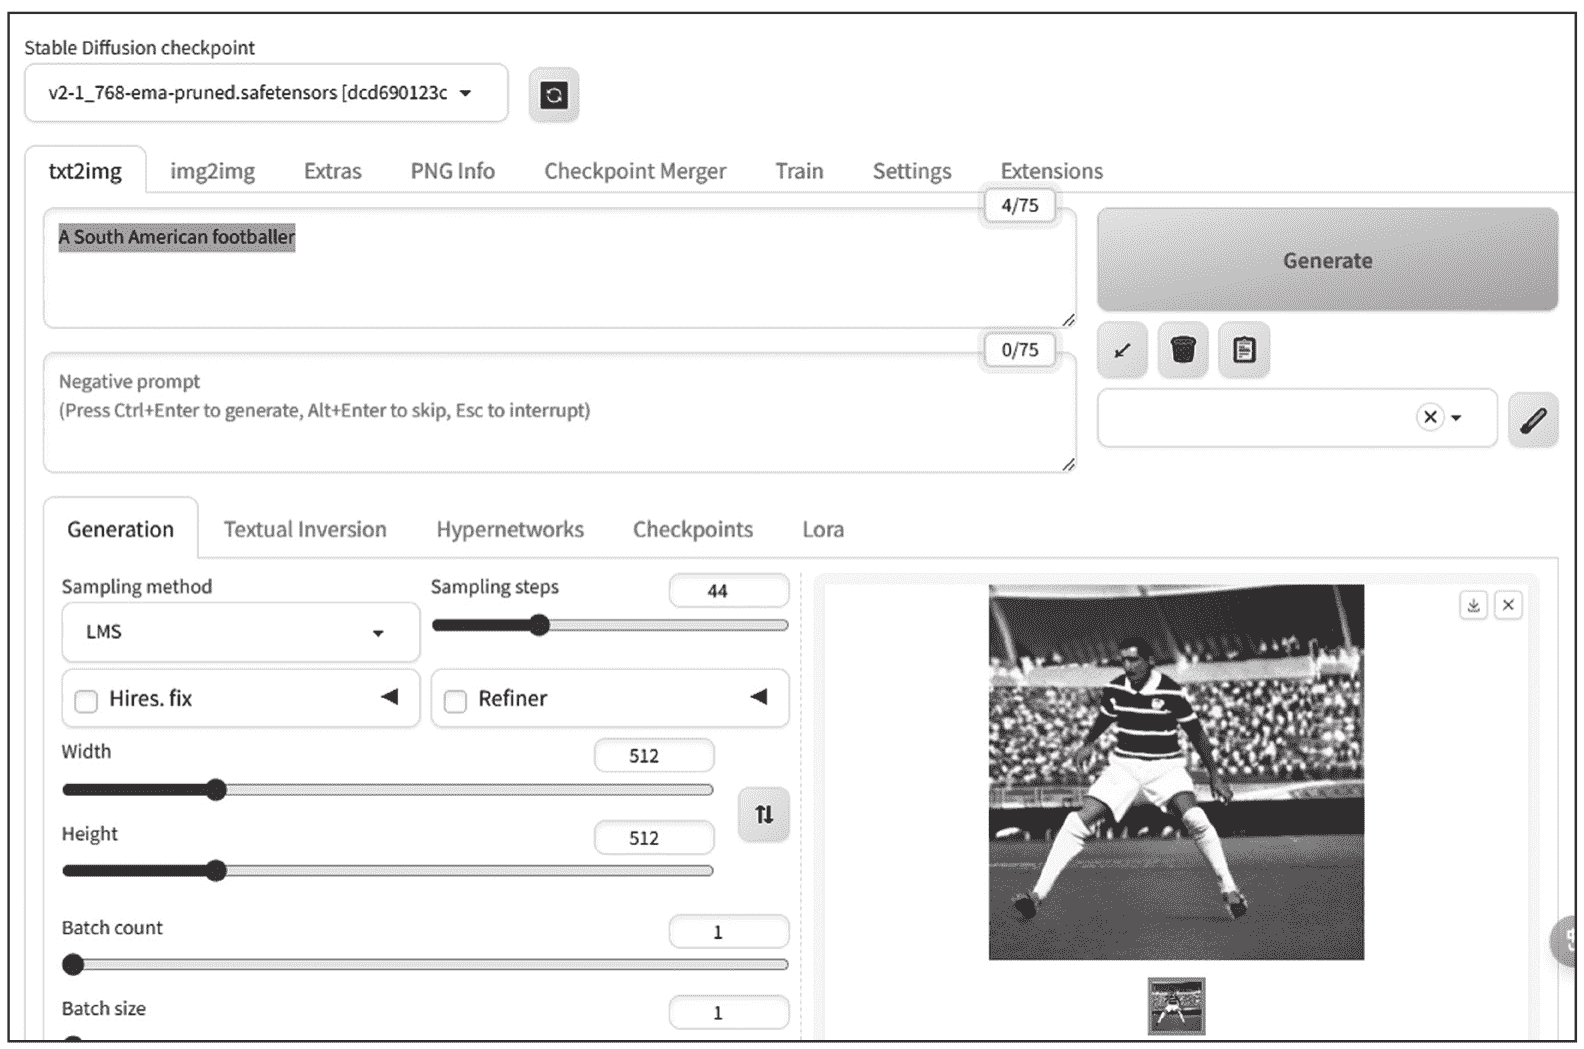 Stable Diffusion checkpoint
v2-1_768-ema-pruned.safetensors [dcd690123c
txt2img img2img Extras PNG Info Checkpoint Merger Train Settings Extensions
4/75
A South American footballer
Generate
0/75
Negative prompt
(Press Ctrl+Enter to generate, Alt+Enter to skip, Esc to interrupt)
Generation Textual Inversion Hypernetworks Checkpoints Lora
Sampling method
LMS
Sampling steps 44
Hires. fix
Refiner
Width 512
Height 512
Batch count 1
Batch size 1